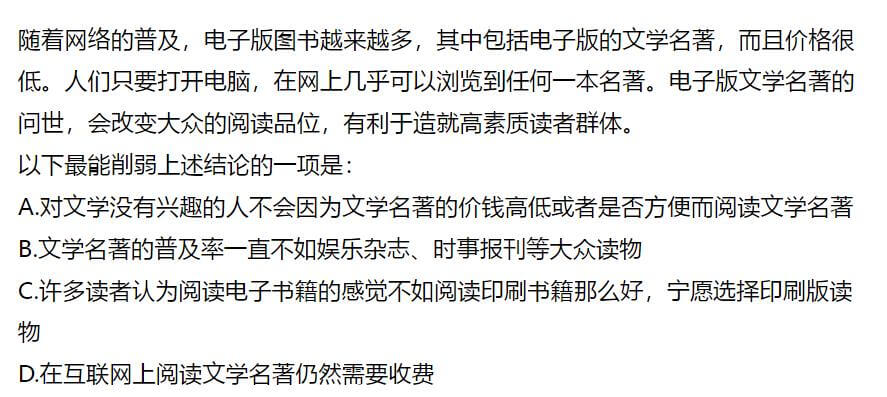 随着网络的普及，电子版图书越来越多，其中包括电子版的文学名著，而且价格很
低。人们只要打开电脑，在网上几乎可以浏览到任何一本名著。电子版文学名著的
问世，会改变大众的阅读品位，有利于造就高素质读者群体。
以下最能削弱上述结论的一项是：
A.对文学没有兴趣的人不会因为文学名著的价钱高低或者是否方便而阅读文学名著
B.文学名著的普及率一直不如娱乐杂志、时事报刊等大众读物
C.许多读者认为阅读电子书籍的感觉不如阅读印刷书籍那么好，宁愿选择印刷版读
物
D.在互联网上阅读文学名著仍然需要收费